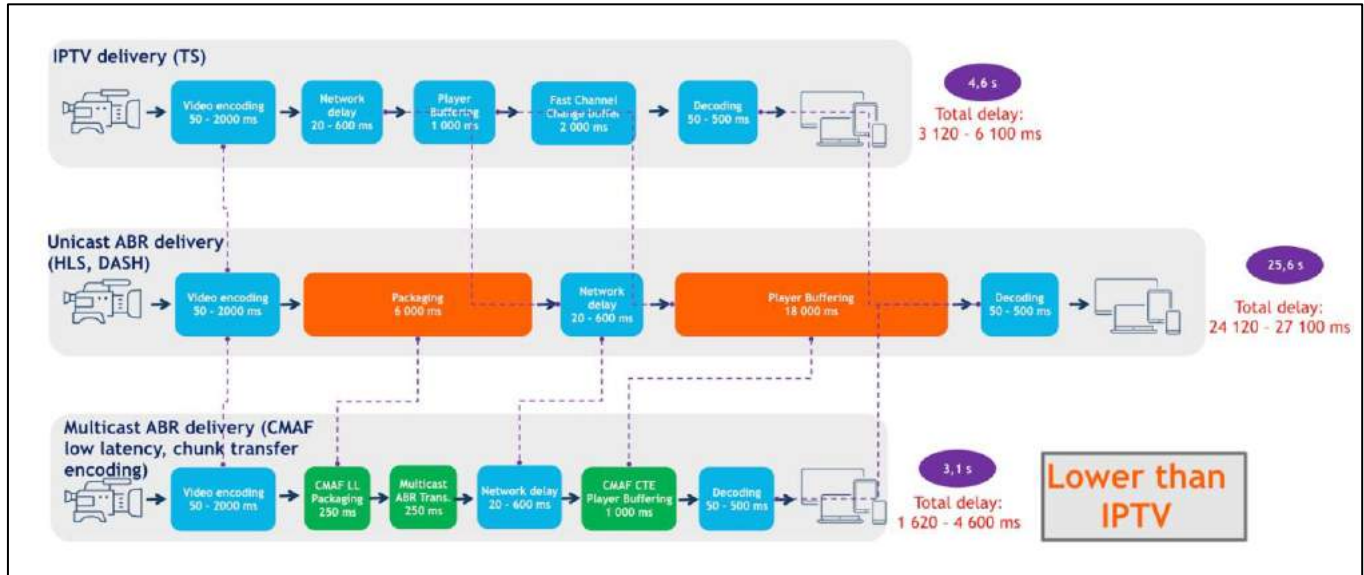 IPTV delivery (TS)
Video encoding
50 - 2000 ms
Network
delay
20 - 600 ms
Player
Buffering
1 000 ms
Fast Channel
Change buffer
2 000 ms
Decoding
50 - 500 ms
4,6 s
Total delay:
3 120 - 6 100 ms
Unicast ABR delivery
(HLS, DASH)
Video encoding
50 - 2000 ms
Packaging
6 000 ms
Network
delay
20 - 600 ms
Player Buffering
18 000 ms
Decoding
50 - 500 ms
25,6 s
Total delay:
24 120 - 27 100 ms
Multicast ABR delivery (CMAF
low latency, chunk transfer
encoding)
Video encoding
50 - 2000 ms
CMAF LL
Packaging
250 ms
Multicast
ABR Trans.
250 ms
Network delay
20 - 600 ms
CMAF CTE
Player Buffering
1 000 ms
Decoding
50 - 500 ms
3,1 s
Total delay:
1 620 - 4 600 ms
Lower than
IPTV